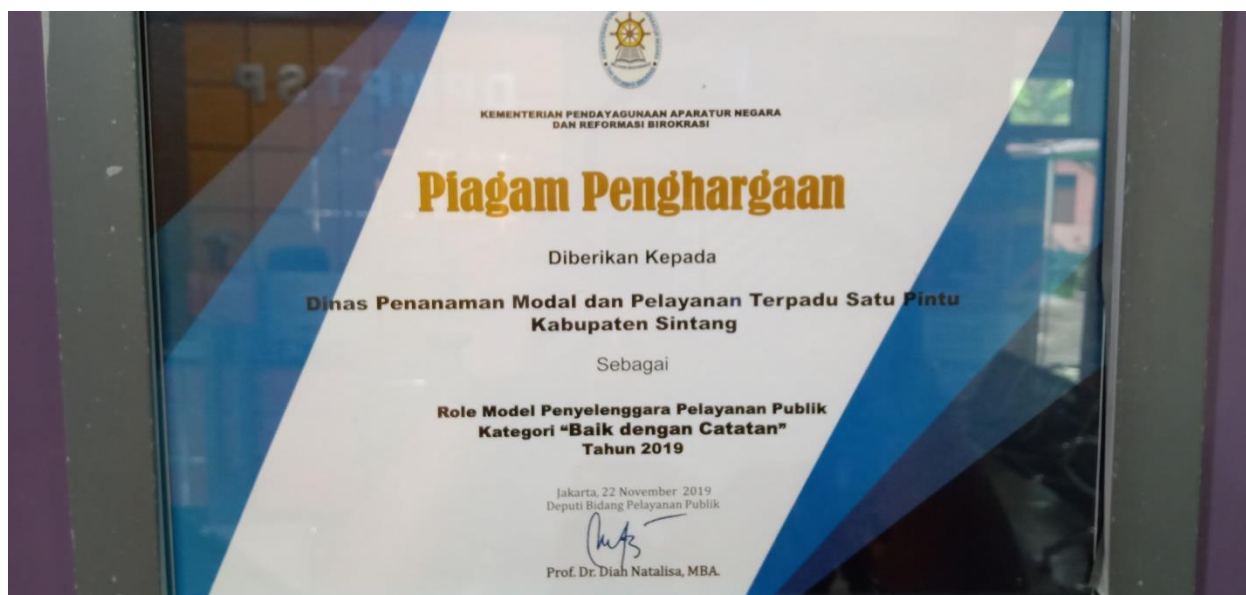 KEMENTERIAN PENDAYAGUNAAN APARATUR NEGARA
DAN REFORMASI BIROKRASI
Piagam Penghargaan
Diberikan Kepada
Dinas Penanaman Modal dan Pelayanan Terpadu Satu Pintu
Kabupaten Sintang
Sebagai
Role Model Penyelenggara Pelayanan Publik
Kategori “Baik dengan Catatan”
Tahun 2019
Jakarta, 22 November 2019
Deputi Bidang Pelayanan Publik
Prof. Dr. Diah Natalisa, MBA.